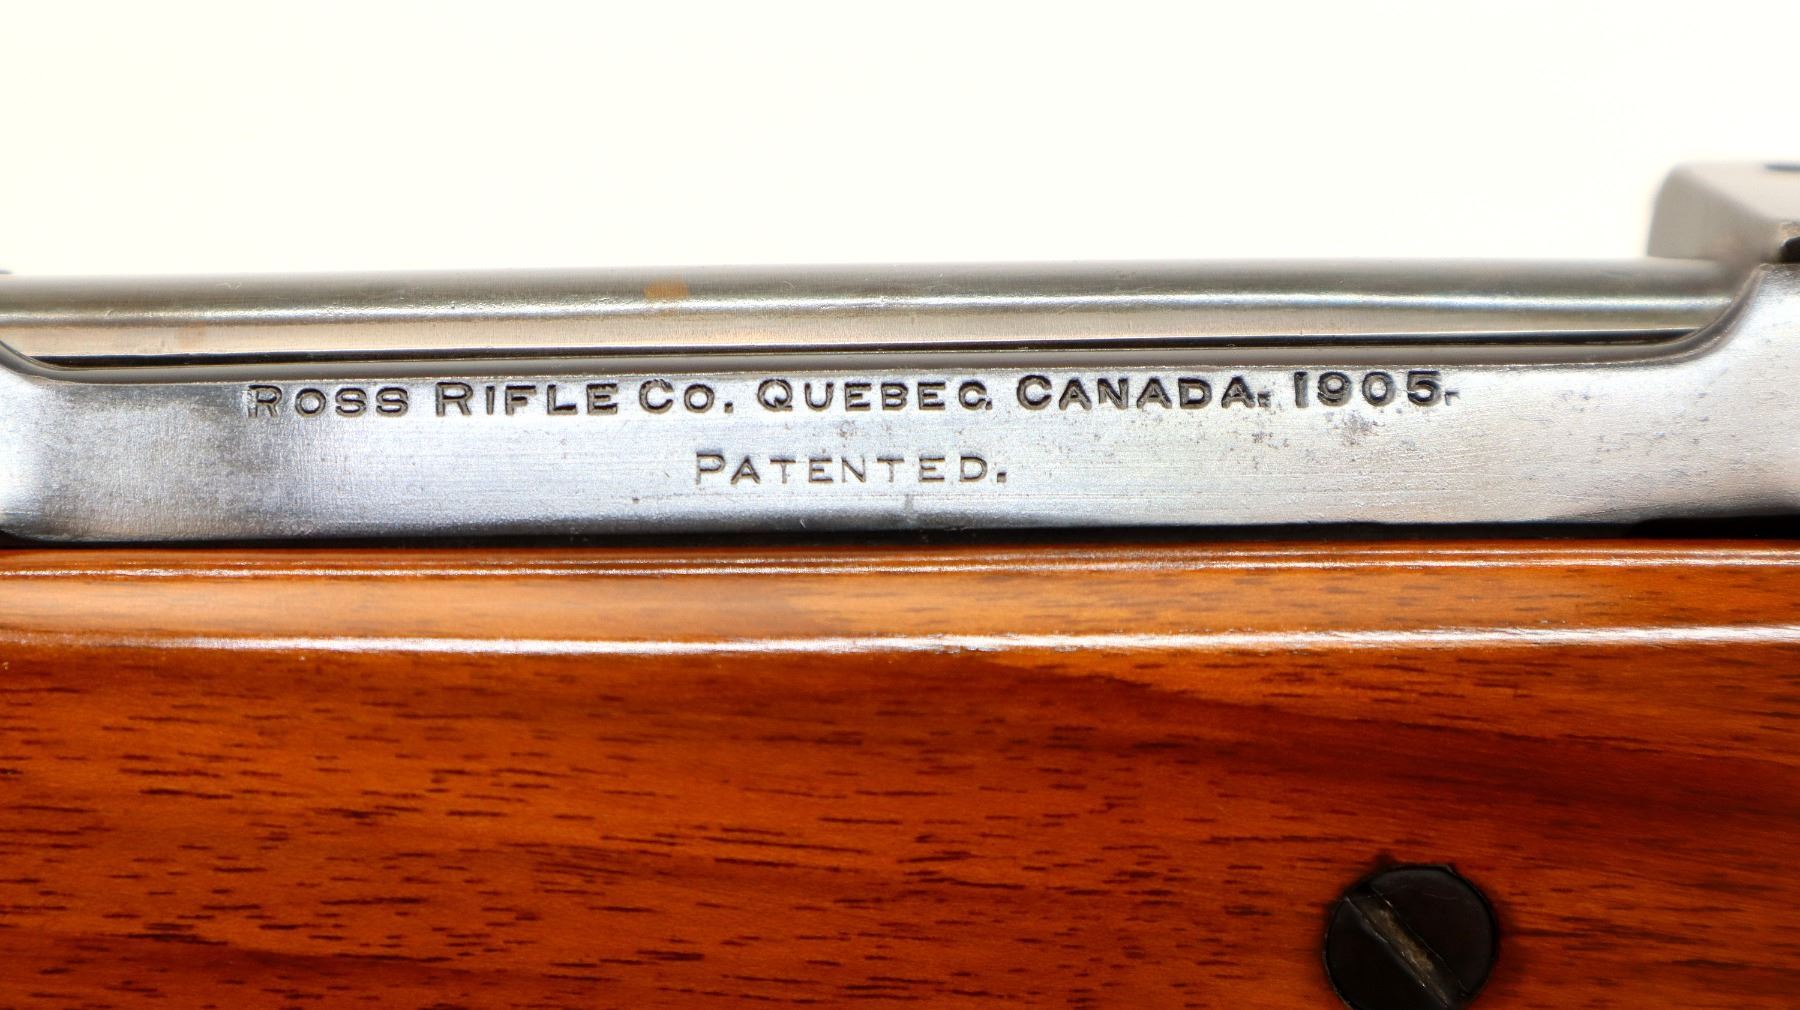 ROSS RIFLE CO. QUEBEC. CANADA. 1905.
PATENTED.